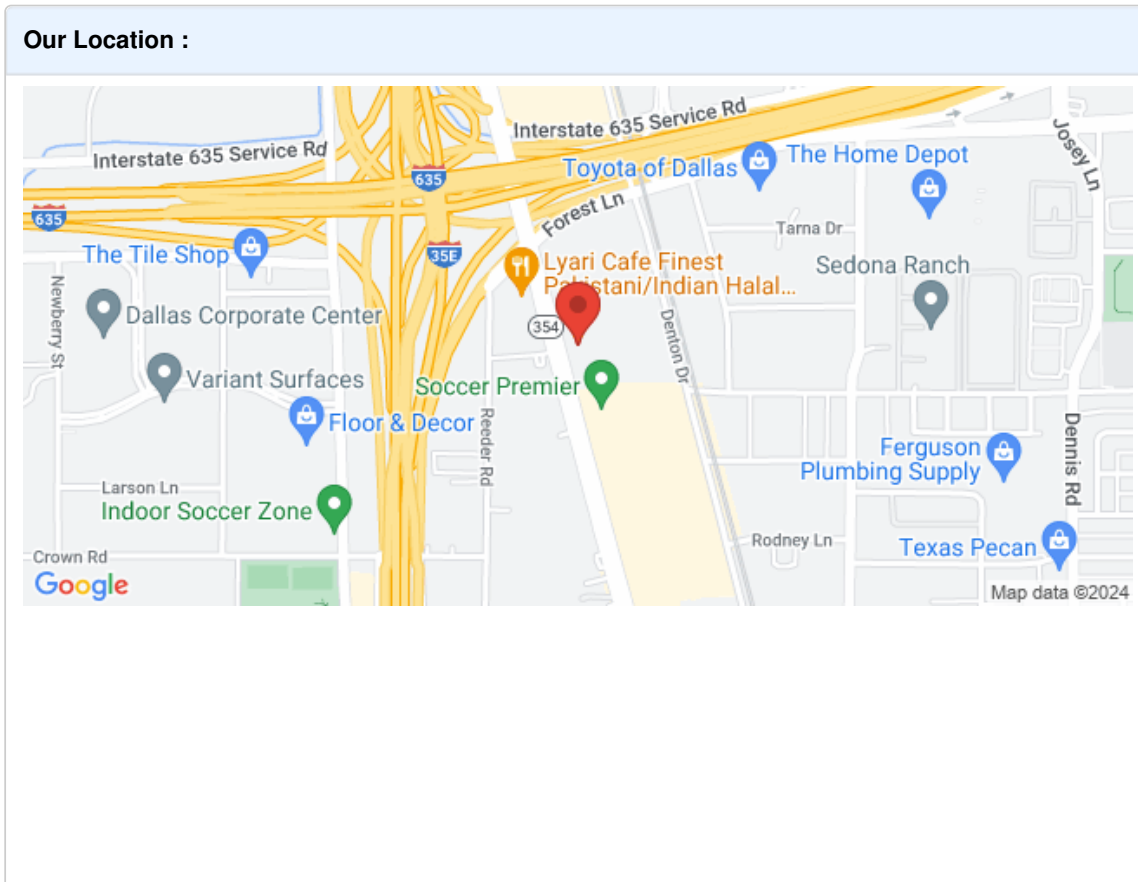 Our Location :
Interstate 635 Service Rd
Interstate 635 Service Rd
Josey Ln
635
Toyota of Dallas
The Home Depot
635
Forest Ln
Tarna Dr
The Tile Shop
35E
Lyari Cafe Finest
Pakistani/Indian Halal...
Sedona Ranch
Newberry St
Dallas Corporate Center
354
Denton Dr
Variant Surfaces
Soccer Premier
Floor & Decor
Reeder Rd
Dennis Rd
Ferguson
Plumbing Supply
Larson Ln
Indoor Soccer Zone
Rodney Ln
Texas Pecan
Crown Rd
Google
Map data ©2024